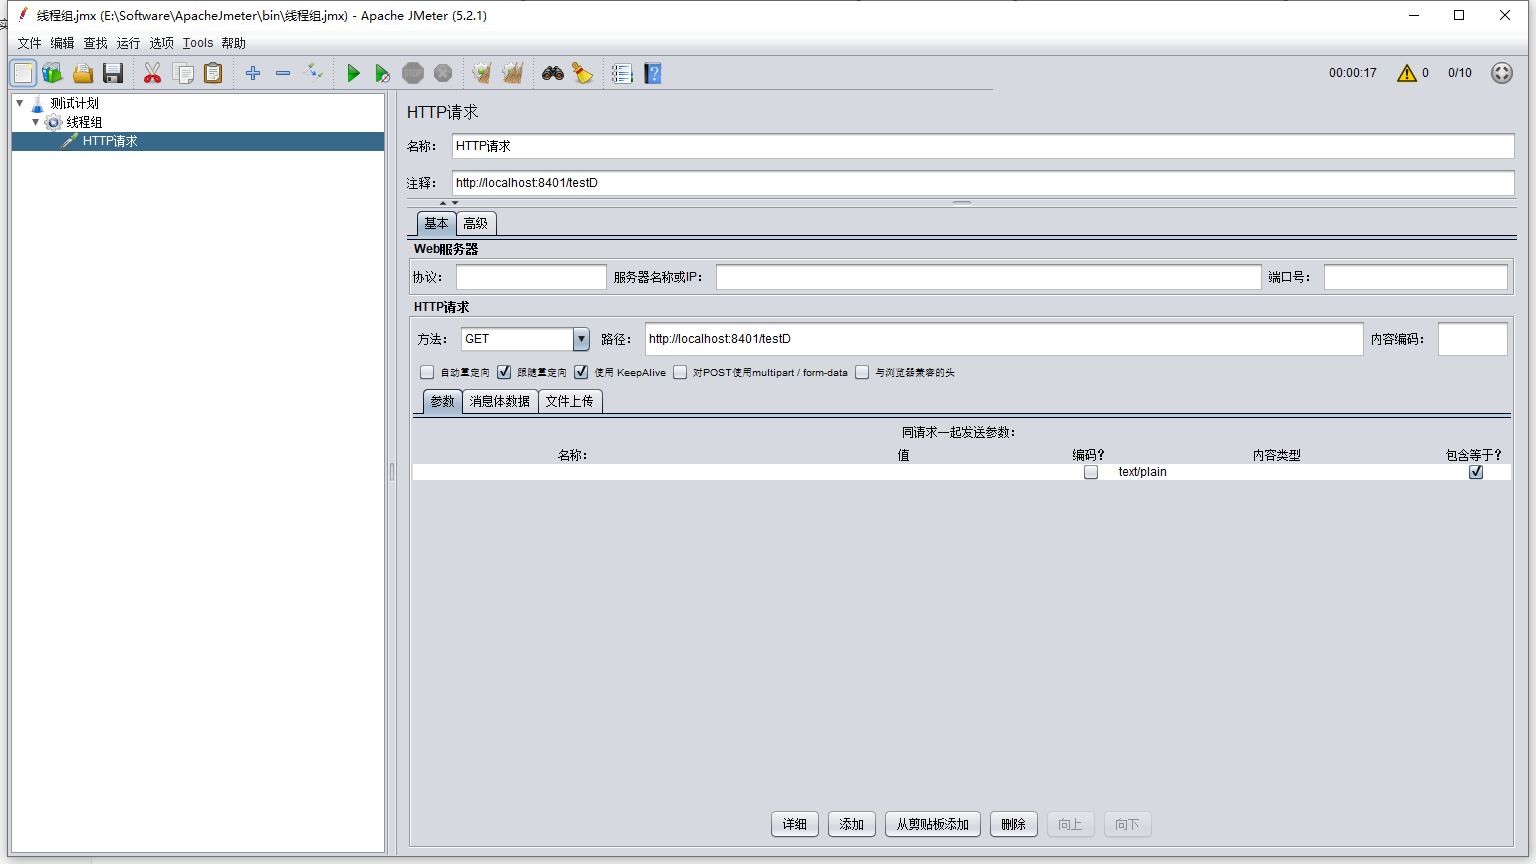 线程组.jmx (E:\Software\ApacheJmeter\bin\线程组.jmx) - Apache JMeter (5.2.1)
文件 编辑 查找 运行 选项 Tools 帮助
STOP
00:00:17 0 0/10
测试计划
线程组
HTTP请求
HTTP请求
名称： HTTP请求
注释： http://localhost:8401/testD
基本 高级
Web服务器
协议： 服务器名称或IP： 端口号：
HTTP请求
方法： GET 路径： http://localhost:8401/testD 内容编码：
自动重定向 跟随重定向 使用 KeepAlive 对POST使用multipart / form-data 与浏览器兼容的头
参数 消息体数据 文件上传
同请求一起发送参数：
名称： 值 编码？ 内容类型 包含等于？
text/plain
详细 添加 从剪贴板添加 删除 向上 向下